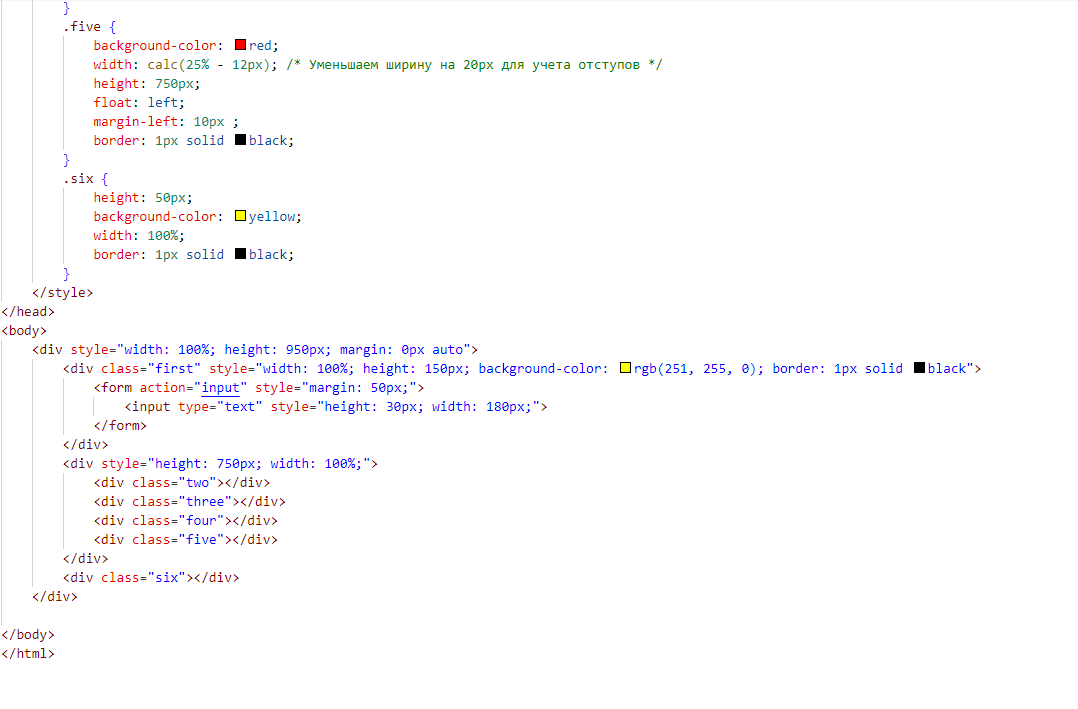 }
.five {
background-color: red;
width: calc(25% - 12px); /* Уменьшаем ширину на 20px для учета отступов */
height: 750px;
float: left;
margin-left: 10px ;
border: 1px solid black;
}
.six {
height: 50px;
background-color: yellow;
width: 100%;
border: 1px solid black;
}
</style>
</head>
<body>
<div style="width: 100%; height: 950px; margin: 0px auto">
<div class="first" style="width: 100%; height: 150px; background-color: rgb(251, 255, 0); border: 1px solid black">
<form action="input" style="margin: 50px;">
<input type="text" style="height: 30px; width: 180px;">
</form>
</div>
<div style="height: 750px; width: 100%;">
<div class="two"></div>
<div class="three"></div>
<div class="four"></div>
<div class="five"></div>
</div>
<div class="six"></div>
</div>
</body>
</html>